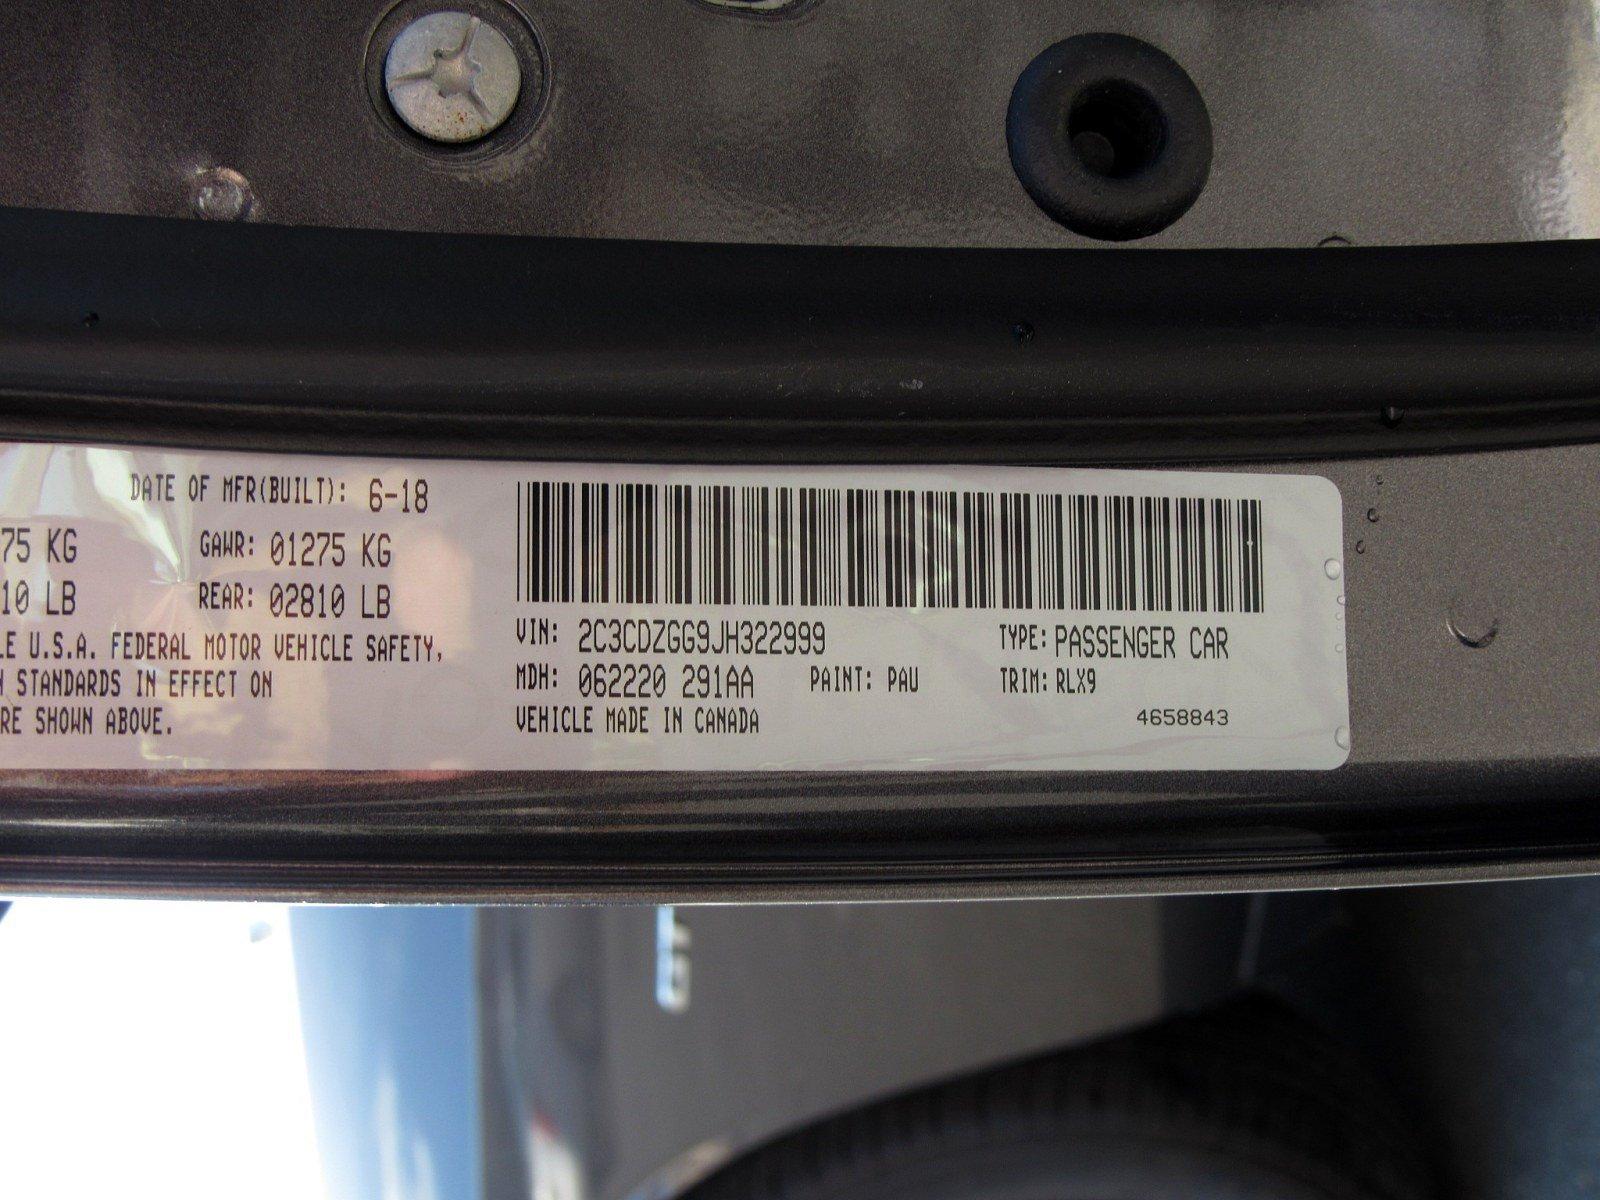 DATE OF MFR(BUILT): 6-18
75 KG GAWR: 01275 KG
10 LB REAR: 02810 LB
LE U.S.A. FEDERAL MOTOR VEHICLE SAFETY,
STANDARDS IN EFFECT ON
RE SHOWN ABOVE.
VIN: 2C3CDZGG9JH322999 TYPE: PASSENGER CAR
MDH: 062220 291AA PAINT: PAU TRIM: RLX9
VEHICLE MADE IN CANADA 4658843
GT